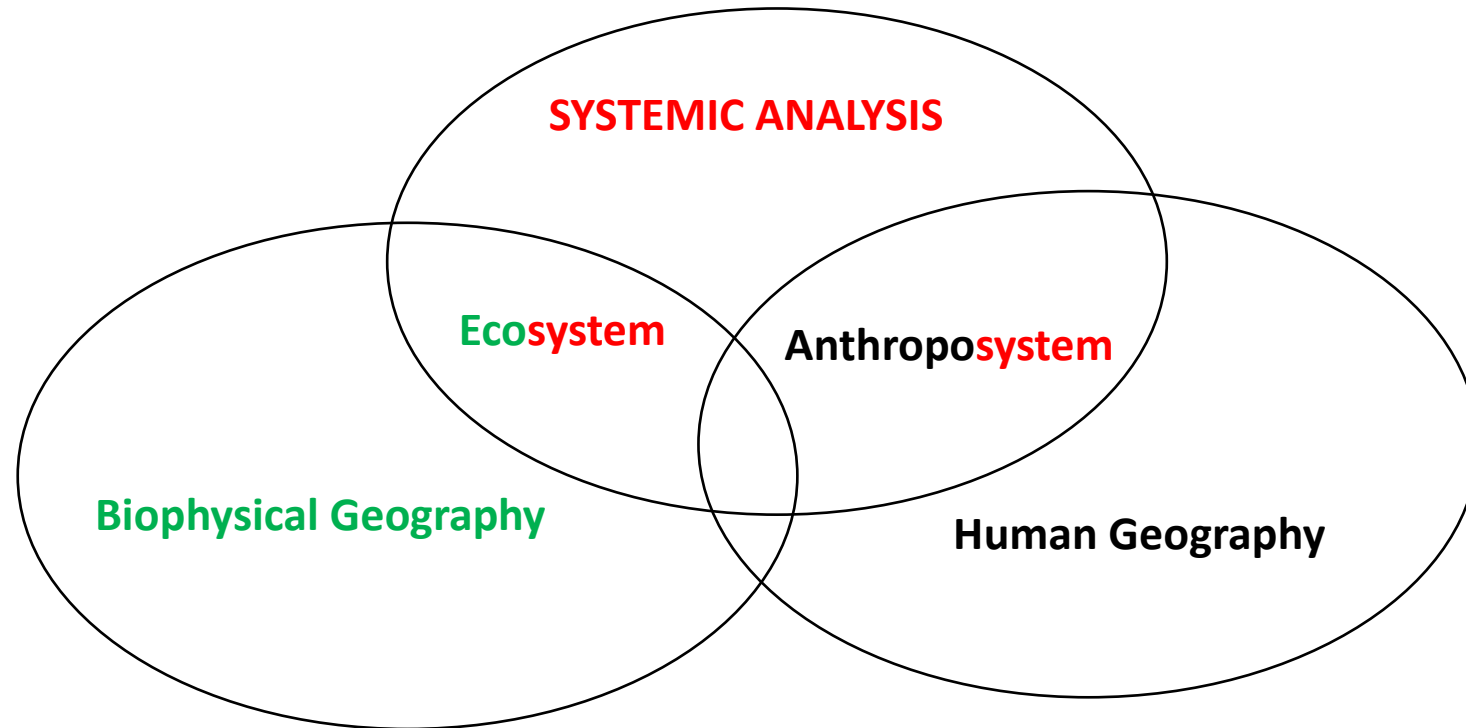 SYSTEMIC ANALYSIS
Ecosystem
Anthroposystem
Biophysical Geography
Human Geography